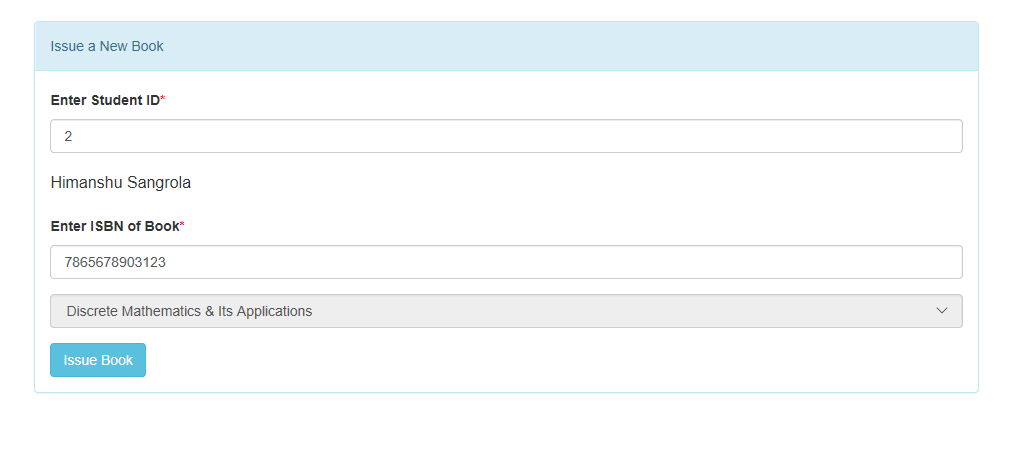 Issue a New Book
Enter Student ID*
2
Himanshu Sangrola
Enter ISBN of Book*
7865678903123
Discrete Mathematics & Its Applications
Issue Book